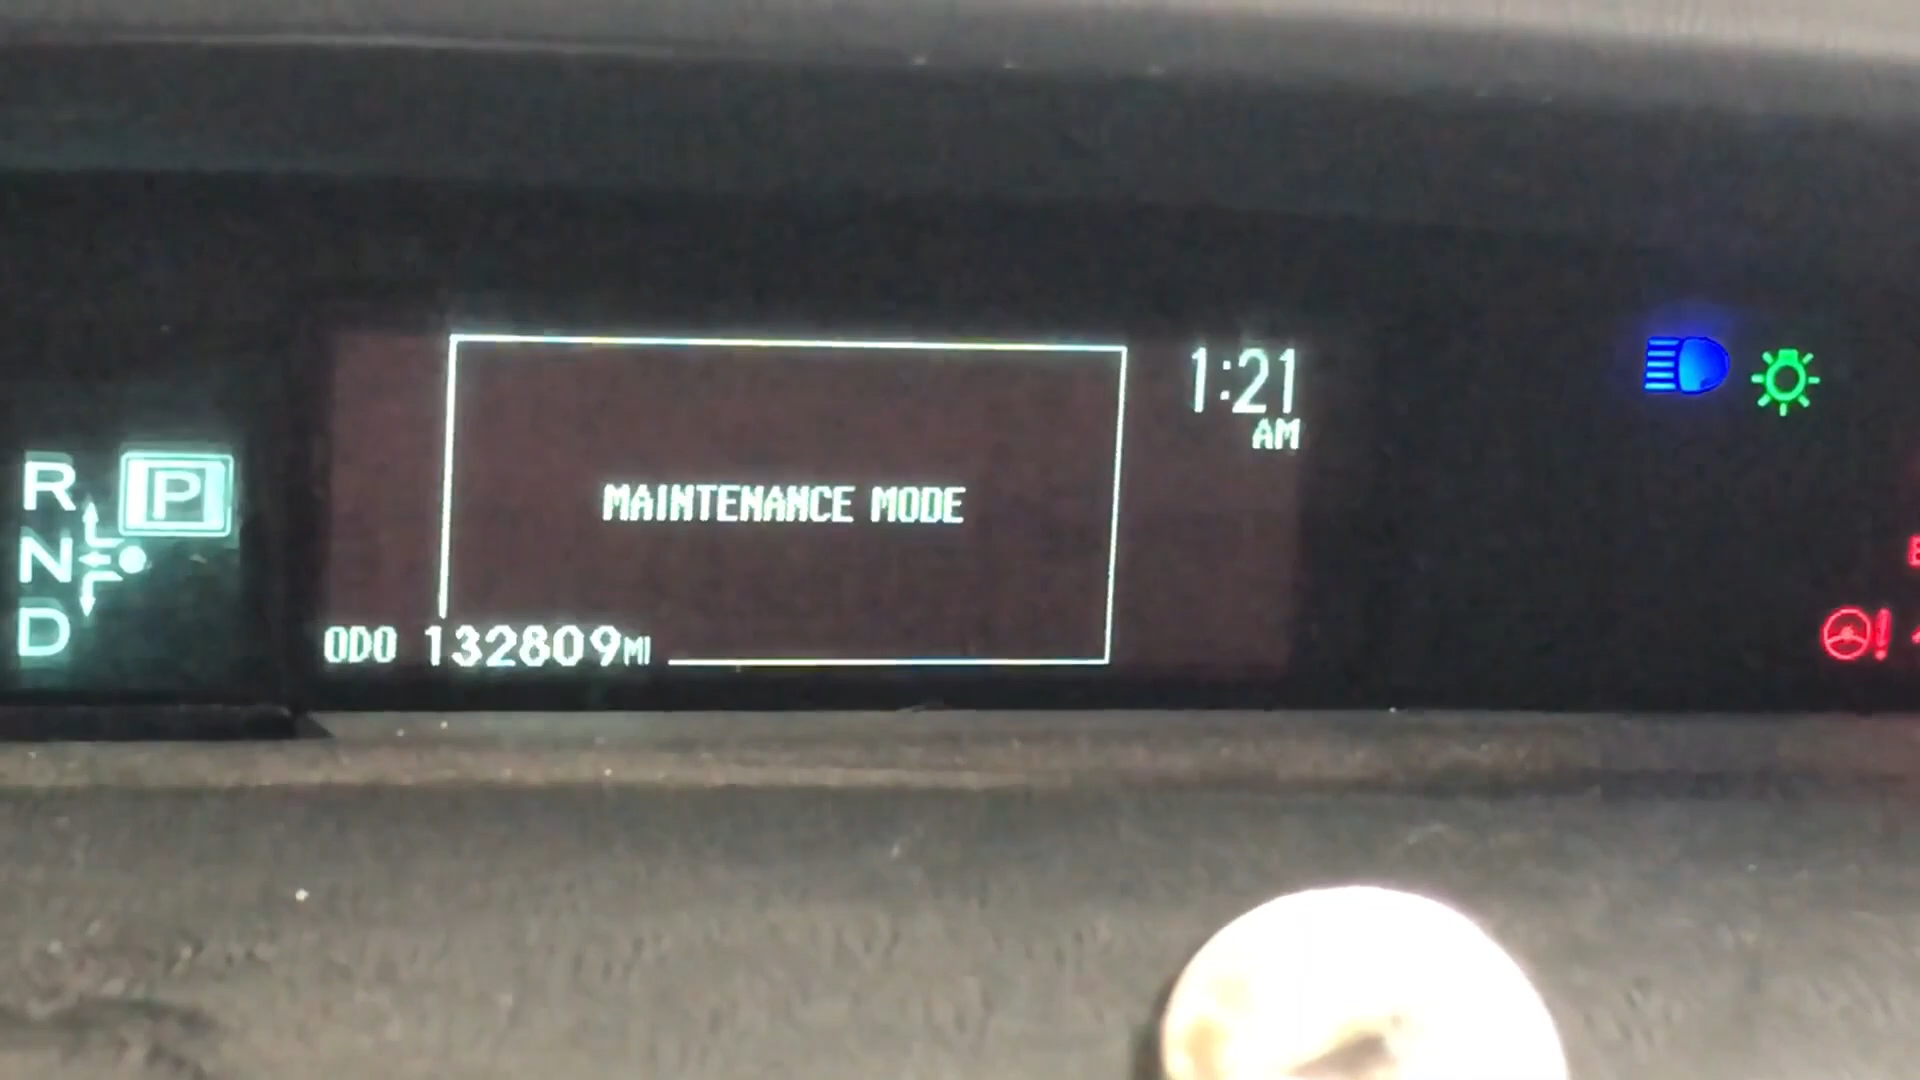 1:21
AM
R
P
N
D
MAINTENANCE MODE
ODO 132809MI